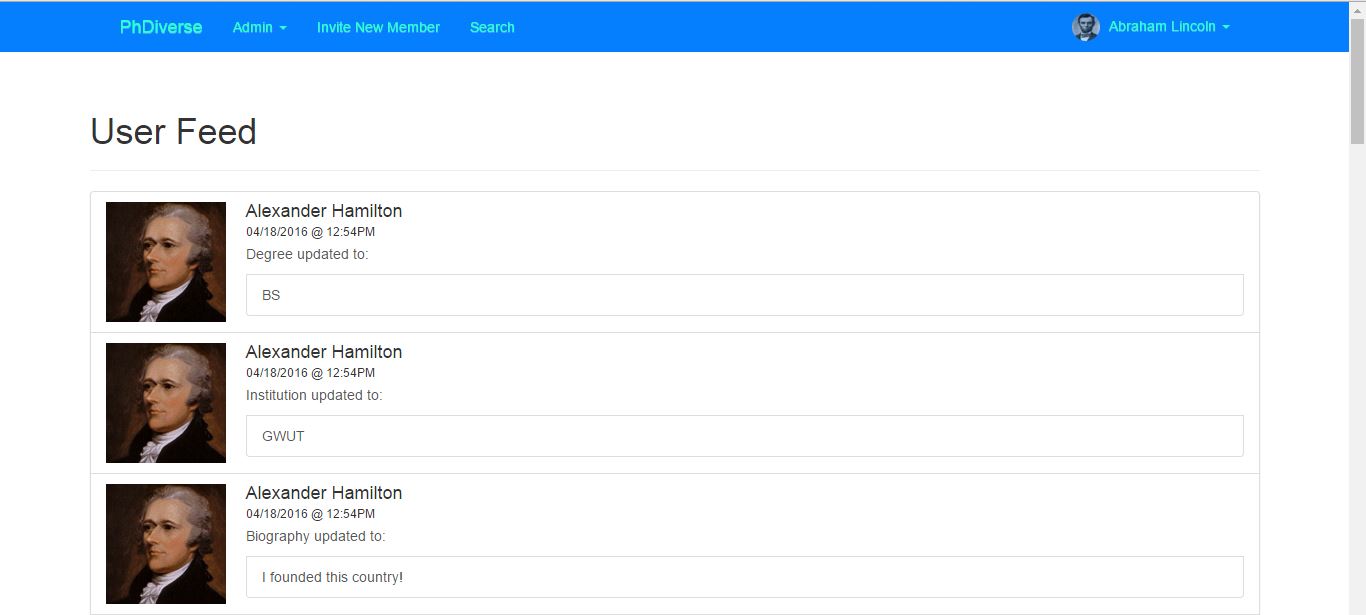 PhDiverse Admin Invite New Member Search Abraham Lincoln
User Feed
Alexander Hamilton
04/18/2016 @ 12:54PM
Degree updated to:
BS
Alexander Hamilton
04/18/2016 @ 12:54PM
Institution updated to:
GWUT
Alexander Hamilton
04/18/2016 @ 12:54PM
Biography updated to:
I founded this country!